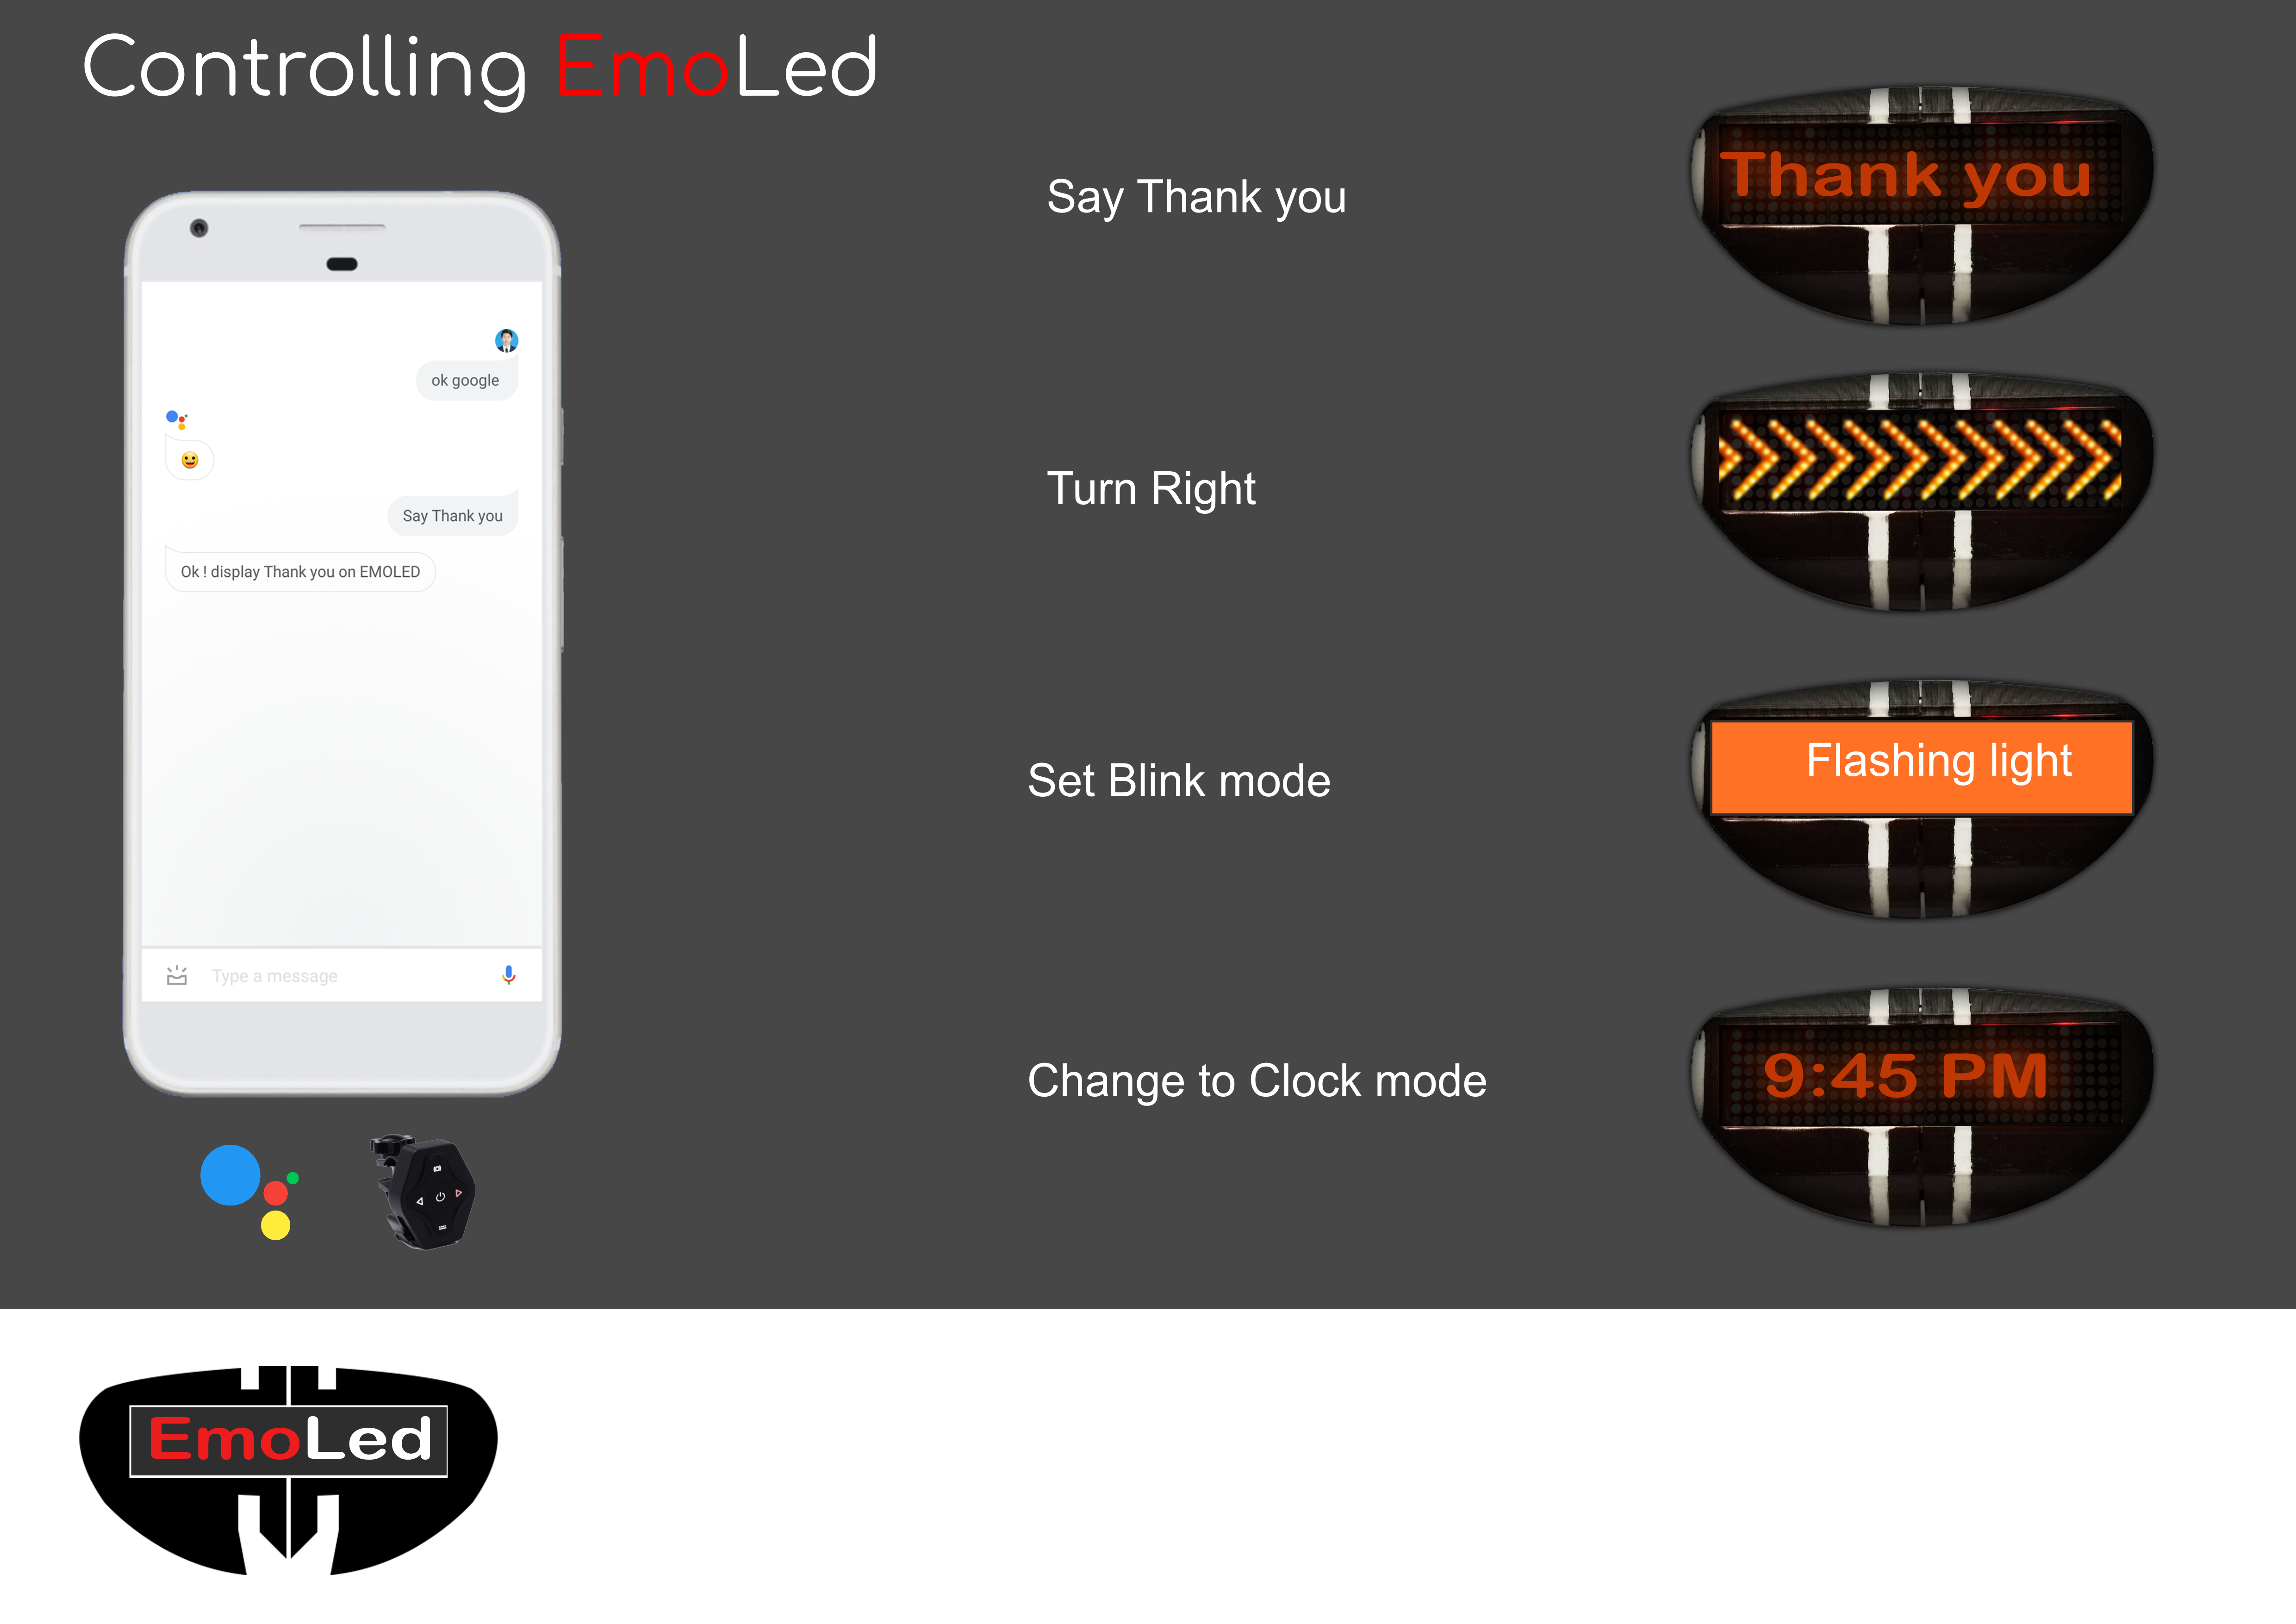 Controlling EmoLed
ok google
Say Thank you
Ok ! display Thank you on EMOLED
Type a message
Say Thank you
Thank you
Turn Right
Set Blink mode
Flashing light
Change to Clock mode
9:45 PM
EmoLed